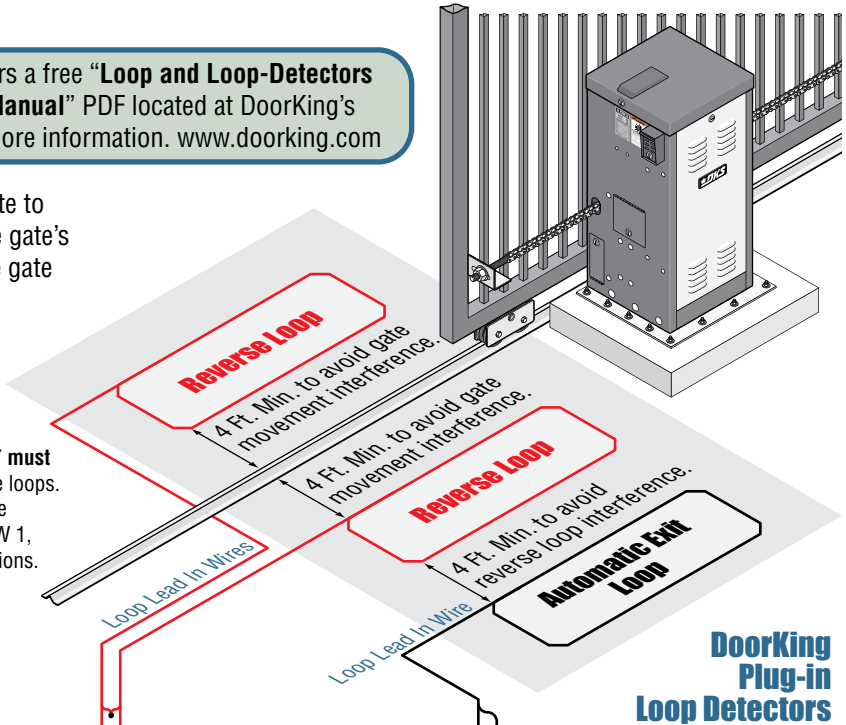 rs a free “Loop and Loop-Detectors
Manual” PDF located at DoorKing’s
ore information. www.doorking.com
te to
e gate’s
e gate
DKS
Reverse Loop
4 Ft. Min. to avoid gate
movement interference.
4 Ft. Min. to avoid gate
movement interference.
Reverse Loop
must
e loops.
e
W 1,
ions.
4 Ft. Min. to avoid
reverse loop interference.
Automatic Exit
Loop
Loop Lead In Wires
Loop Lead In Wire
DoorKing
Plug-in
Loop Detectors